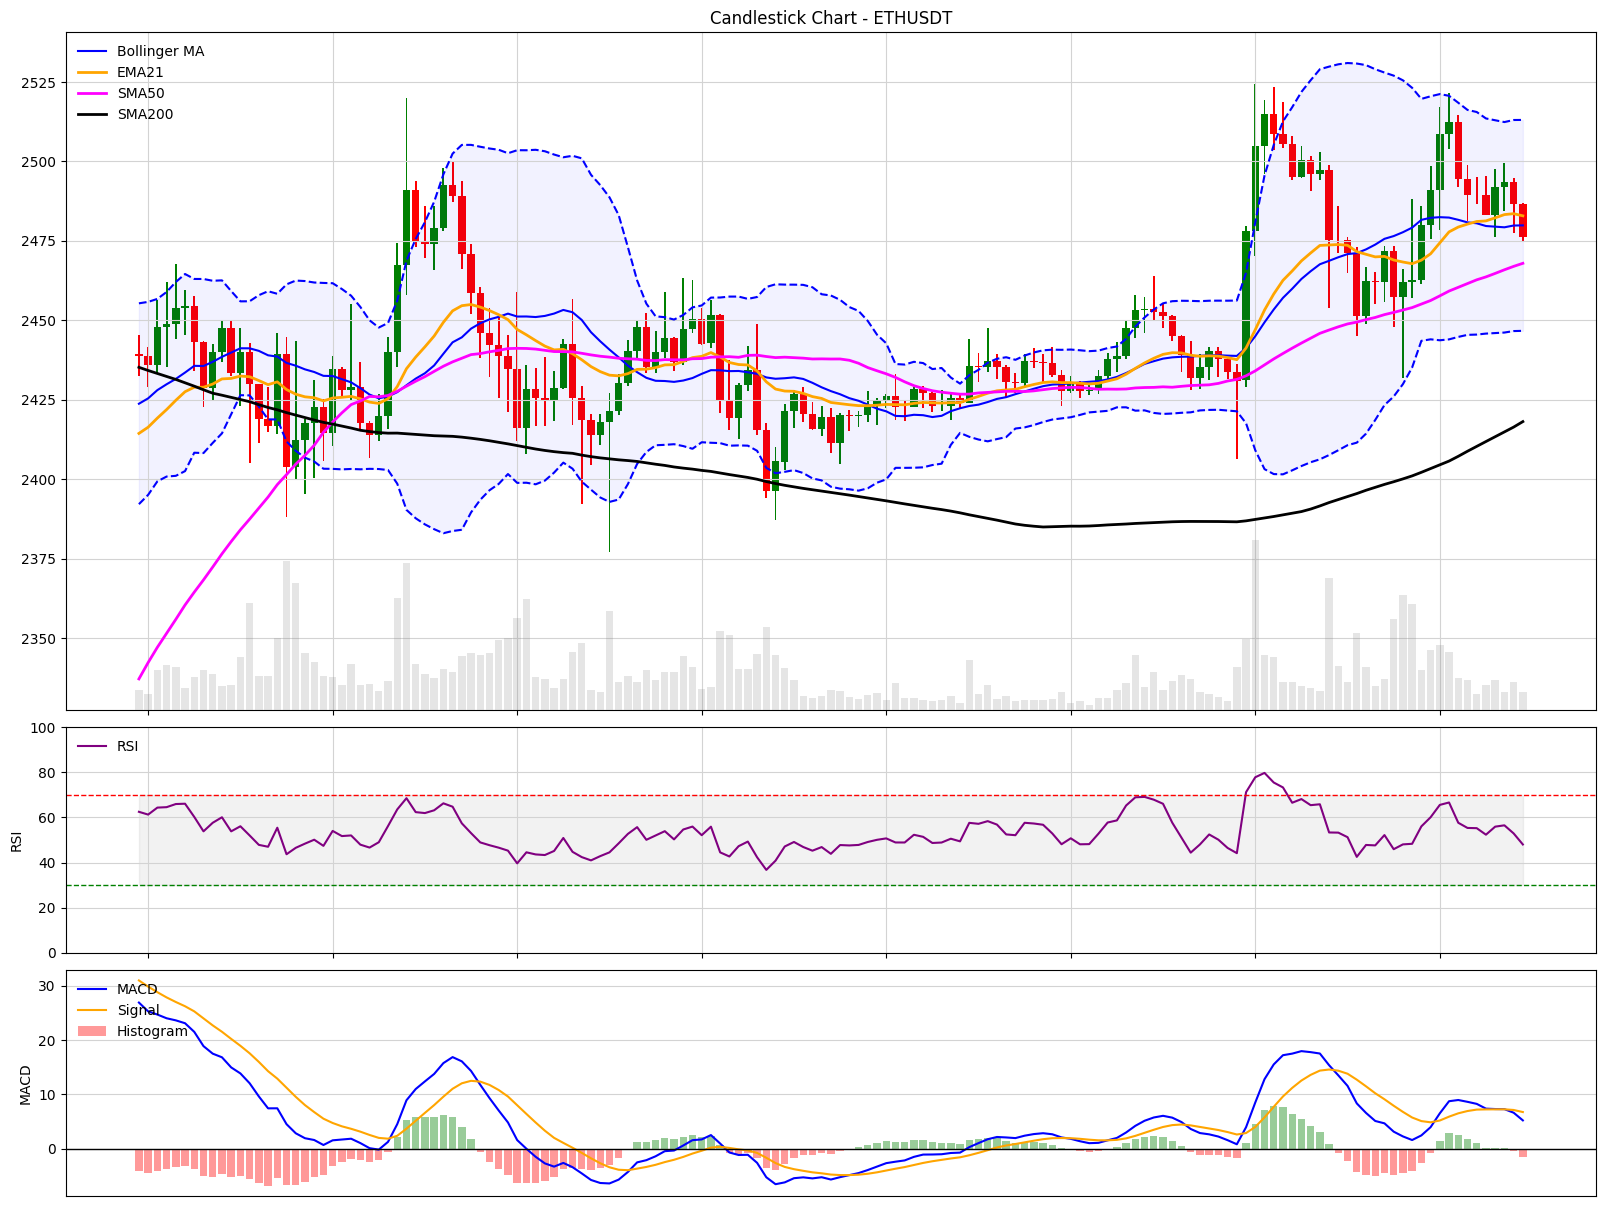 Candlestick Chart - ETHUSDT
Bollinger MA
EMA21
SMA50
SMA200
2525
2500
2475
2450
2425
2400
2375
2350
RSI
100
80
60
40
20
0
RSI
MACD
Signal
Histogram
30
20
10
0
MACD